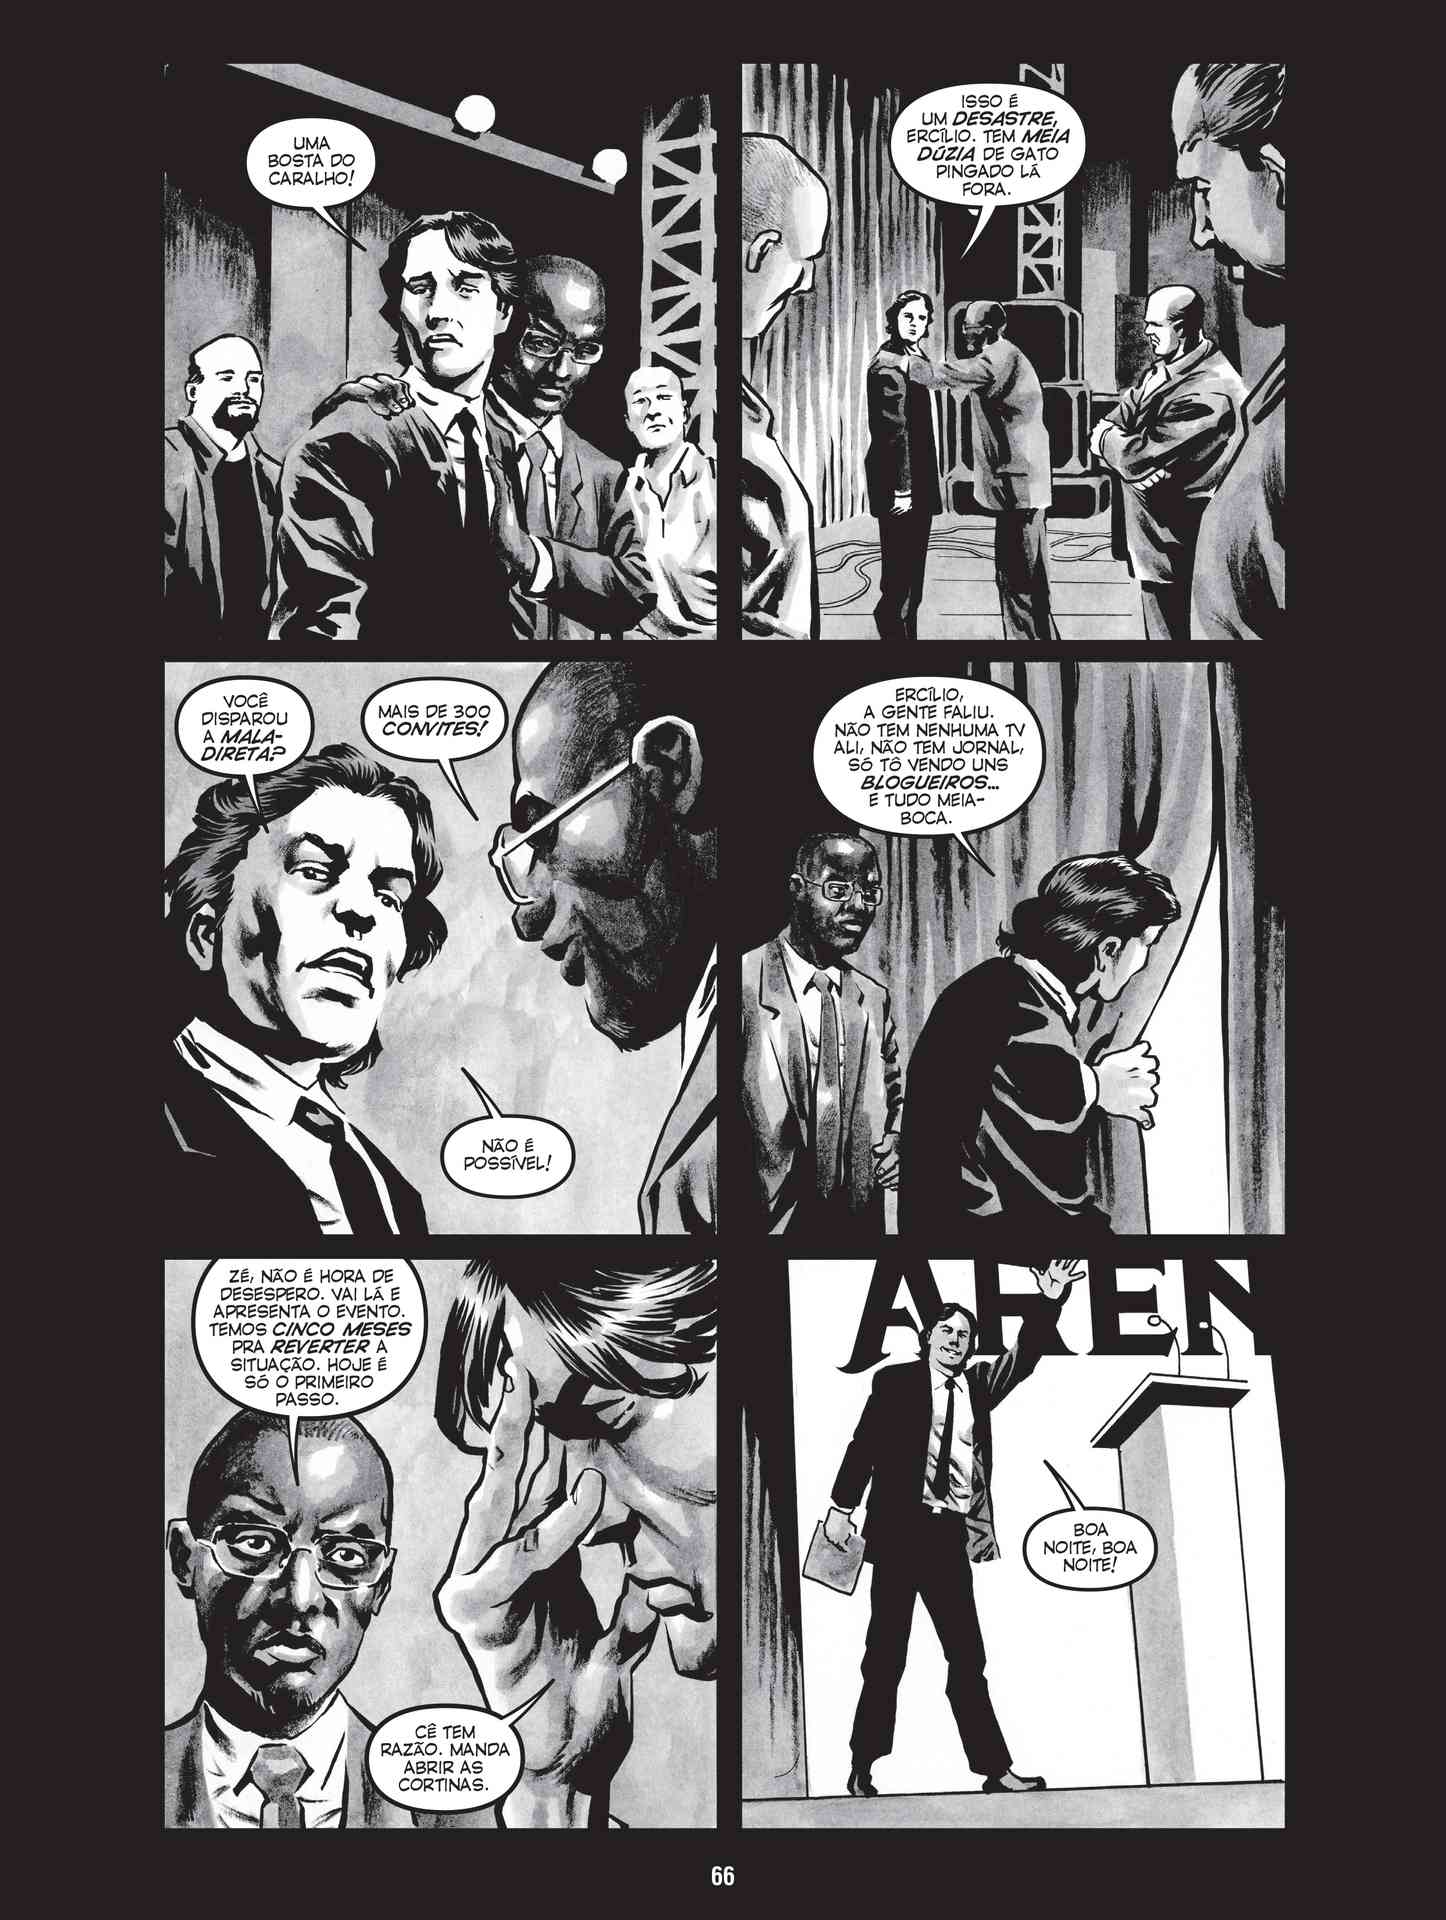 UMA
BOSTA DO
CARALHO!
ISSO É
UM DESASTRE,
ERCÍLIO. TEM MEIA
DÚZIA DE GATO
PINGADO LÁ
FORA.
VOCÊ
DISPAROU
A MALA-
DIRETA?
MAIS DE 300
CONVITES!
NÃO É
POSSÍVEL!
ERCÍLIO,
A GENTE FALIU.
NÃO TEM NENHUMA TV
ALI, NÃO TEM JORNAL,
SÓ TÔ VENDO UNS
BLOGUEIROS...
E TUDO MEIA-
BOCA.
ZÉ, NÃO É HORA DE
DESESPERO. VAI LÁ E
APRESENTA O EVENTO.
TEMOS CINCO MESES
PRA REVERTER A
SITUAÇÃO. HOJE É
SÓ O PRIMEIRO
PASSO.
CÊ TEM
RAZÃO. MANDA
ABRIR AS
CORTINAS.
AREN
BOA
NOITE, BOA
NOITE!
66